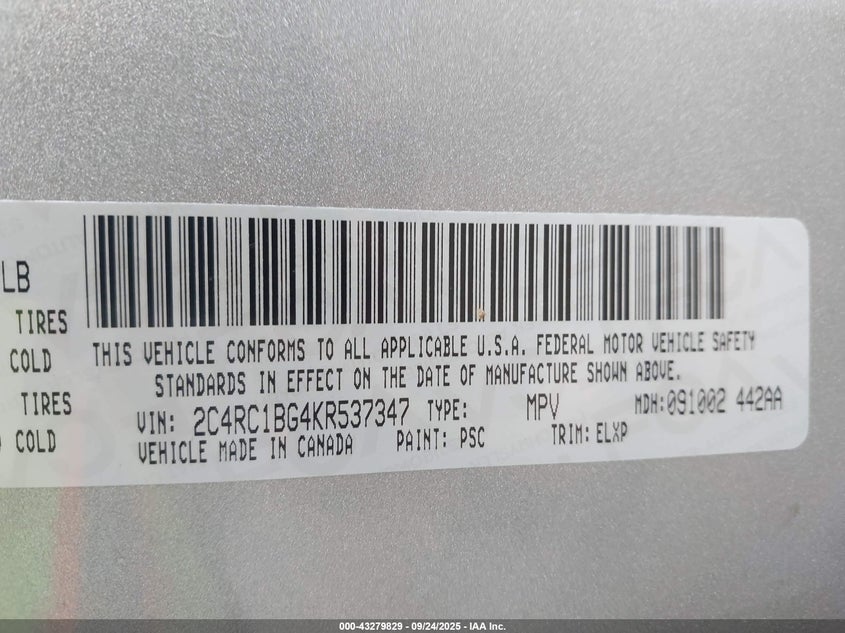 LB
TIRES
COLD
THIS VEHICLE CONFORMS TO ALL APPLICABLE U.S.A. FEDERAL MOTOR VEHICLE SAFETY
STANDARDS IN EFFECT ON THE DATE OF MANUFACTURE SHOWN ABOVE.
TIRES
VIN: 2C4RC1BG4KR537347 TYPE: MPV MDH:091002 442AA
COLD
VEHICLE MADE IN CANADA PAINT: PSC TRIM: ELXP
000-43279829 - 09/24/2025 - IAA Inc.